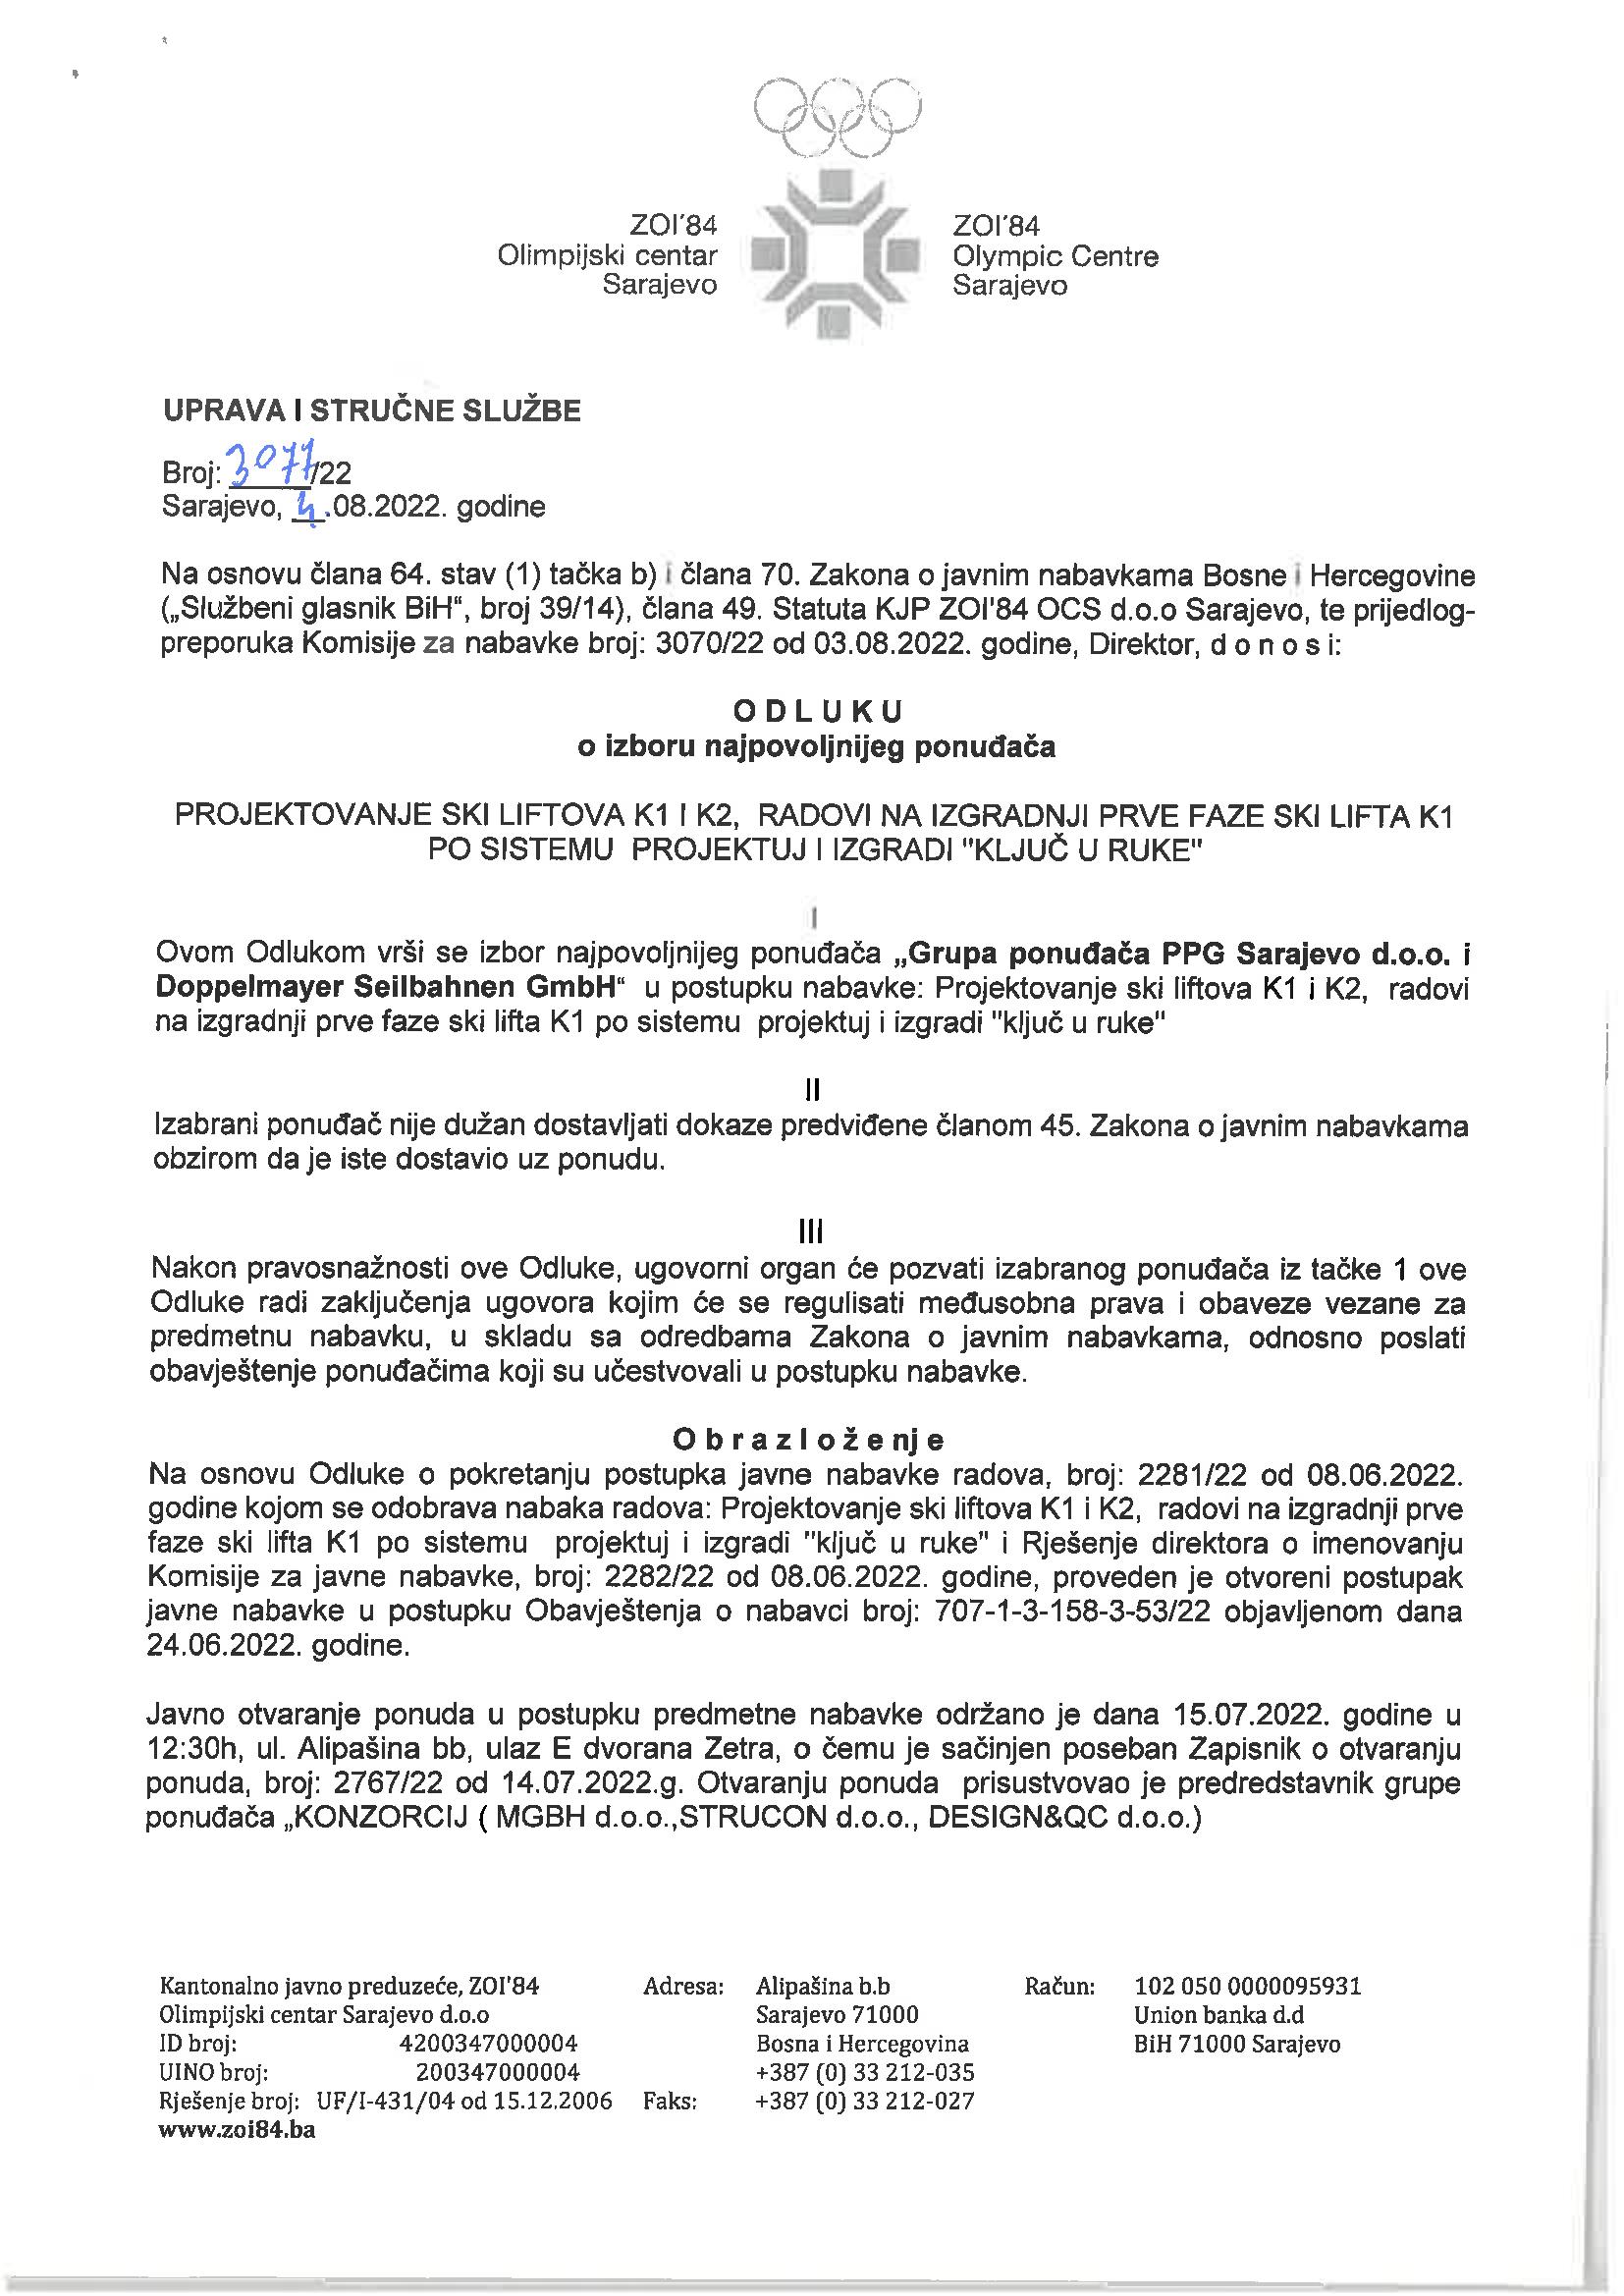 ZOI'84
Olimpijski centar
Sarajevo
ZOI'84
Olympic Centre
Sarajevo
UPRAVA I STRUČNE SLUŽBE
Broj: 3077/22
Sarajevo, 4.08.2022. godine
Na osnovu člana 64. stav (1) tačka b) i člana 70. Zakona o javnim nabavkama Bosne i Hercegovine
(„Službeni glasnik BiH“, broj 39/14), člana 49. Statuta KJP ZOI'84 OCS d.o.o Sarajevo, te prijedlog-
preporuka Komisije za nabavke broj: 3070/22 od 03.08.2022. godine, Direktor, d o n o s i:
O D L U K U
o izboru najpovoljnijeg ponuđača
PROJEKTOVANJE SKI LIFTOVA K1 I K2, RADOVI NA IZGRADNJI PRVE FAZE SKI LIFTA K1
PO SISTEMU PROJEKTUJ I IZGRADI "KLJUČ U RUKE"
I
Ovom Odlukom vrši se izbor najpovoljnijeg ponuđača „Grupa ponuđača PPG Sarajevo d.o.o. i
Doppelmayer Seilbahnen GmbH“ u postupku nabavke: Projektovanje ski liftova K1 i K2, radovi
na izgradnji prve faze ski lifta K1 po sistemu projektuj i izgradi "ključ u ruke"
II
Izabrani ponuđač nije dužan dostavljati dokaze predviđene članom 45. Zakona o javnim nabavkama
obzirom da je iste dostavio uz ponudu.
III
Nakon pravosnažnosti ove Odluke, ugovorni organ će pozvati izabranog ponuđača iz tačke 1 ove
Odluke radi zaključenja ugovora kojim će se regulisati međusobna prava i obaveze vezane za
predmetnu nabavku, u skladu sa odredbama Zakona o javnim nabavkama, odnosno poslati
obavještenje ponuđačima koji su učestvovali u postupku nabavke.
O b r a z l o ž e nj e
Na osnovu Odluke o pokretanju postupka javne nabavke radova, broj: 2281/22 od 08.06.2022.
godine kojom se odobrava nabaka radova: Projektovanje ski liftova K1 i K2, radovi na izgradnji prve
faze ski lifta K1 po sistemu projektuj i izgradi "ključ u ruke" i Rješenje direktora o imenovanju
Komisije za javne nabavke, broj: 2282/22 od 08.06.2022. godine, proveden je otvoreni postupak
javne nabavke u postupku Obavještenja o nabavci broj: 707-1-3-158-3-53/22 objavljenom dana
24.06.2022. godine.
Javno otvaranje ponuda u postupku predmetne nabavke održano je dana 15.07.2022. godine u
12:30h, ul. Alipašina bb, ulaz E dvorana Zetra, o čemu je sačinjen poseban Zapisnik o otvaranju
ponuda, broj: 2767/22 od 14.07.2022.g. Otvaranju ponuda prisustvovao je predredstavnik grupe
ponuđača „KONZORCIJ ( MGBH d.o.o.,STRUCON d.o.o., DESIGN&QC d.o.o.)
Kantonalno javno preduzeće, ZOI'84 Adresa: Alipašina b.b Račun: 102 050 0000095931
Olimpijski centar Sarajevo d.o.o Sarajevo 71000 Union banka d.d
ID broj: 4200347000004 Bosna i Hercegovina BiH 71000 Sarajevo
UINO broj: 200347000004 +387 (0) 33 212-035
Rješenje broj: UF/I-431/04 od 15.12.2006 Faks: +387 (0) 33 212-027
www.zoi84.ba